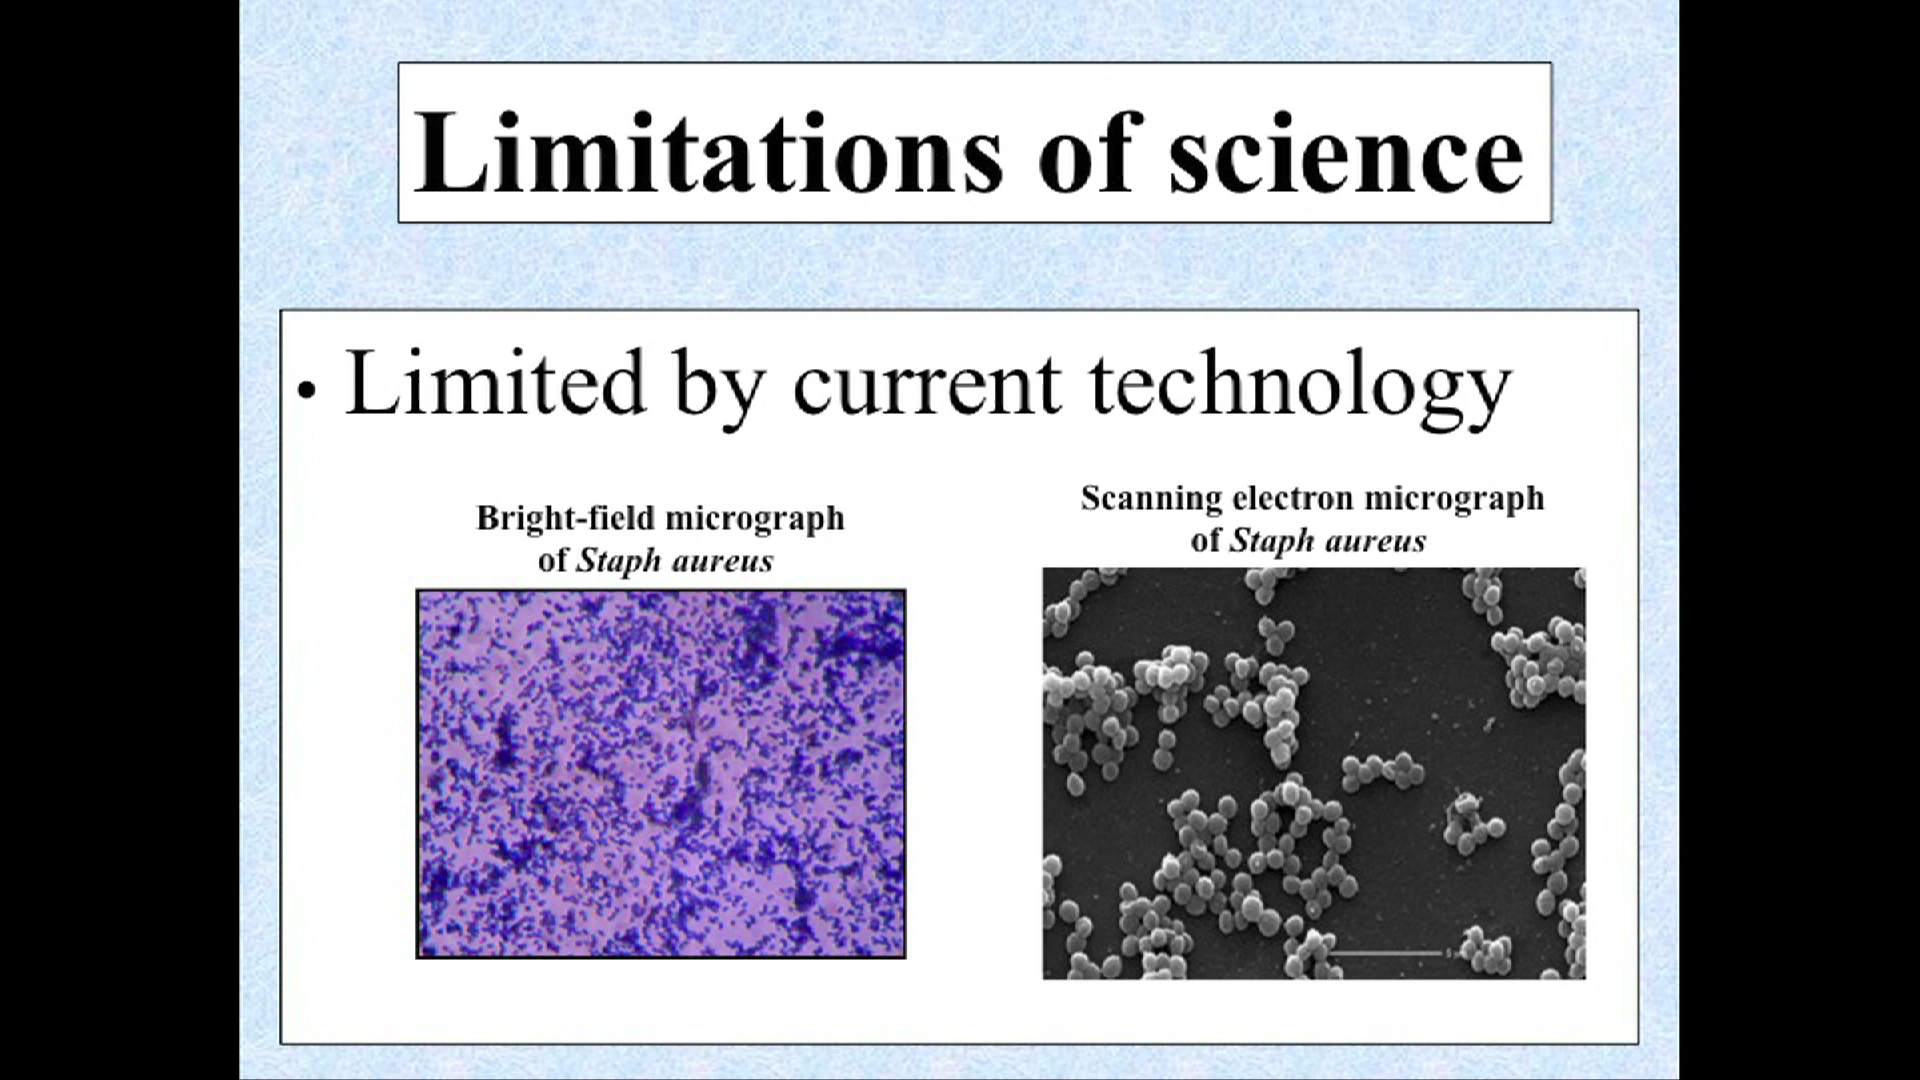 Limitations of science
• Limited by current technology
Bright-field micrograph
of Staph aureus
Scanning electron micrograph
of Staph aureus
5